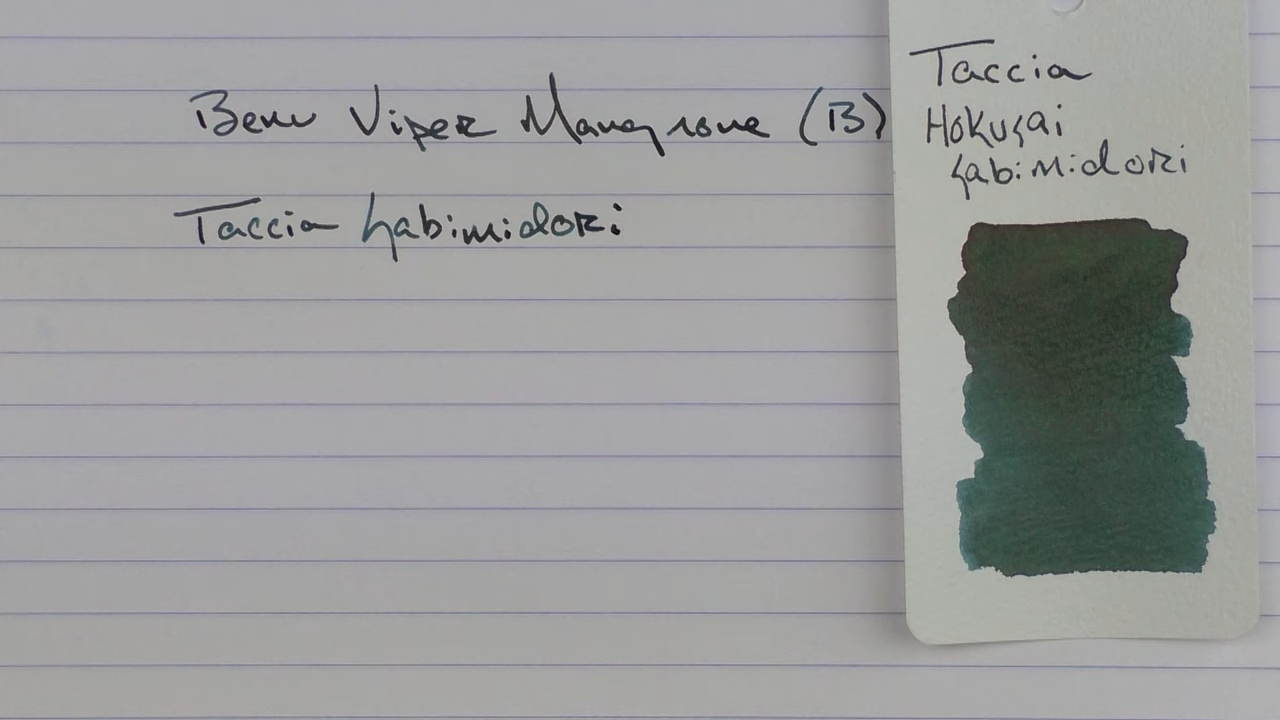 Benu Viper Mangrove (B)
Taccia Sabimidori
Taccia
Hokusai
Sabimidori